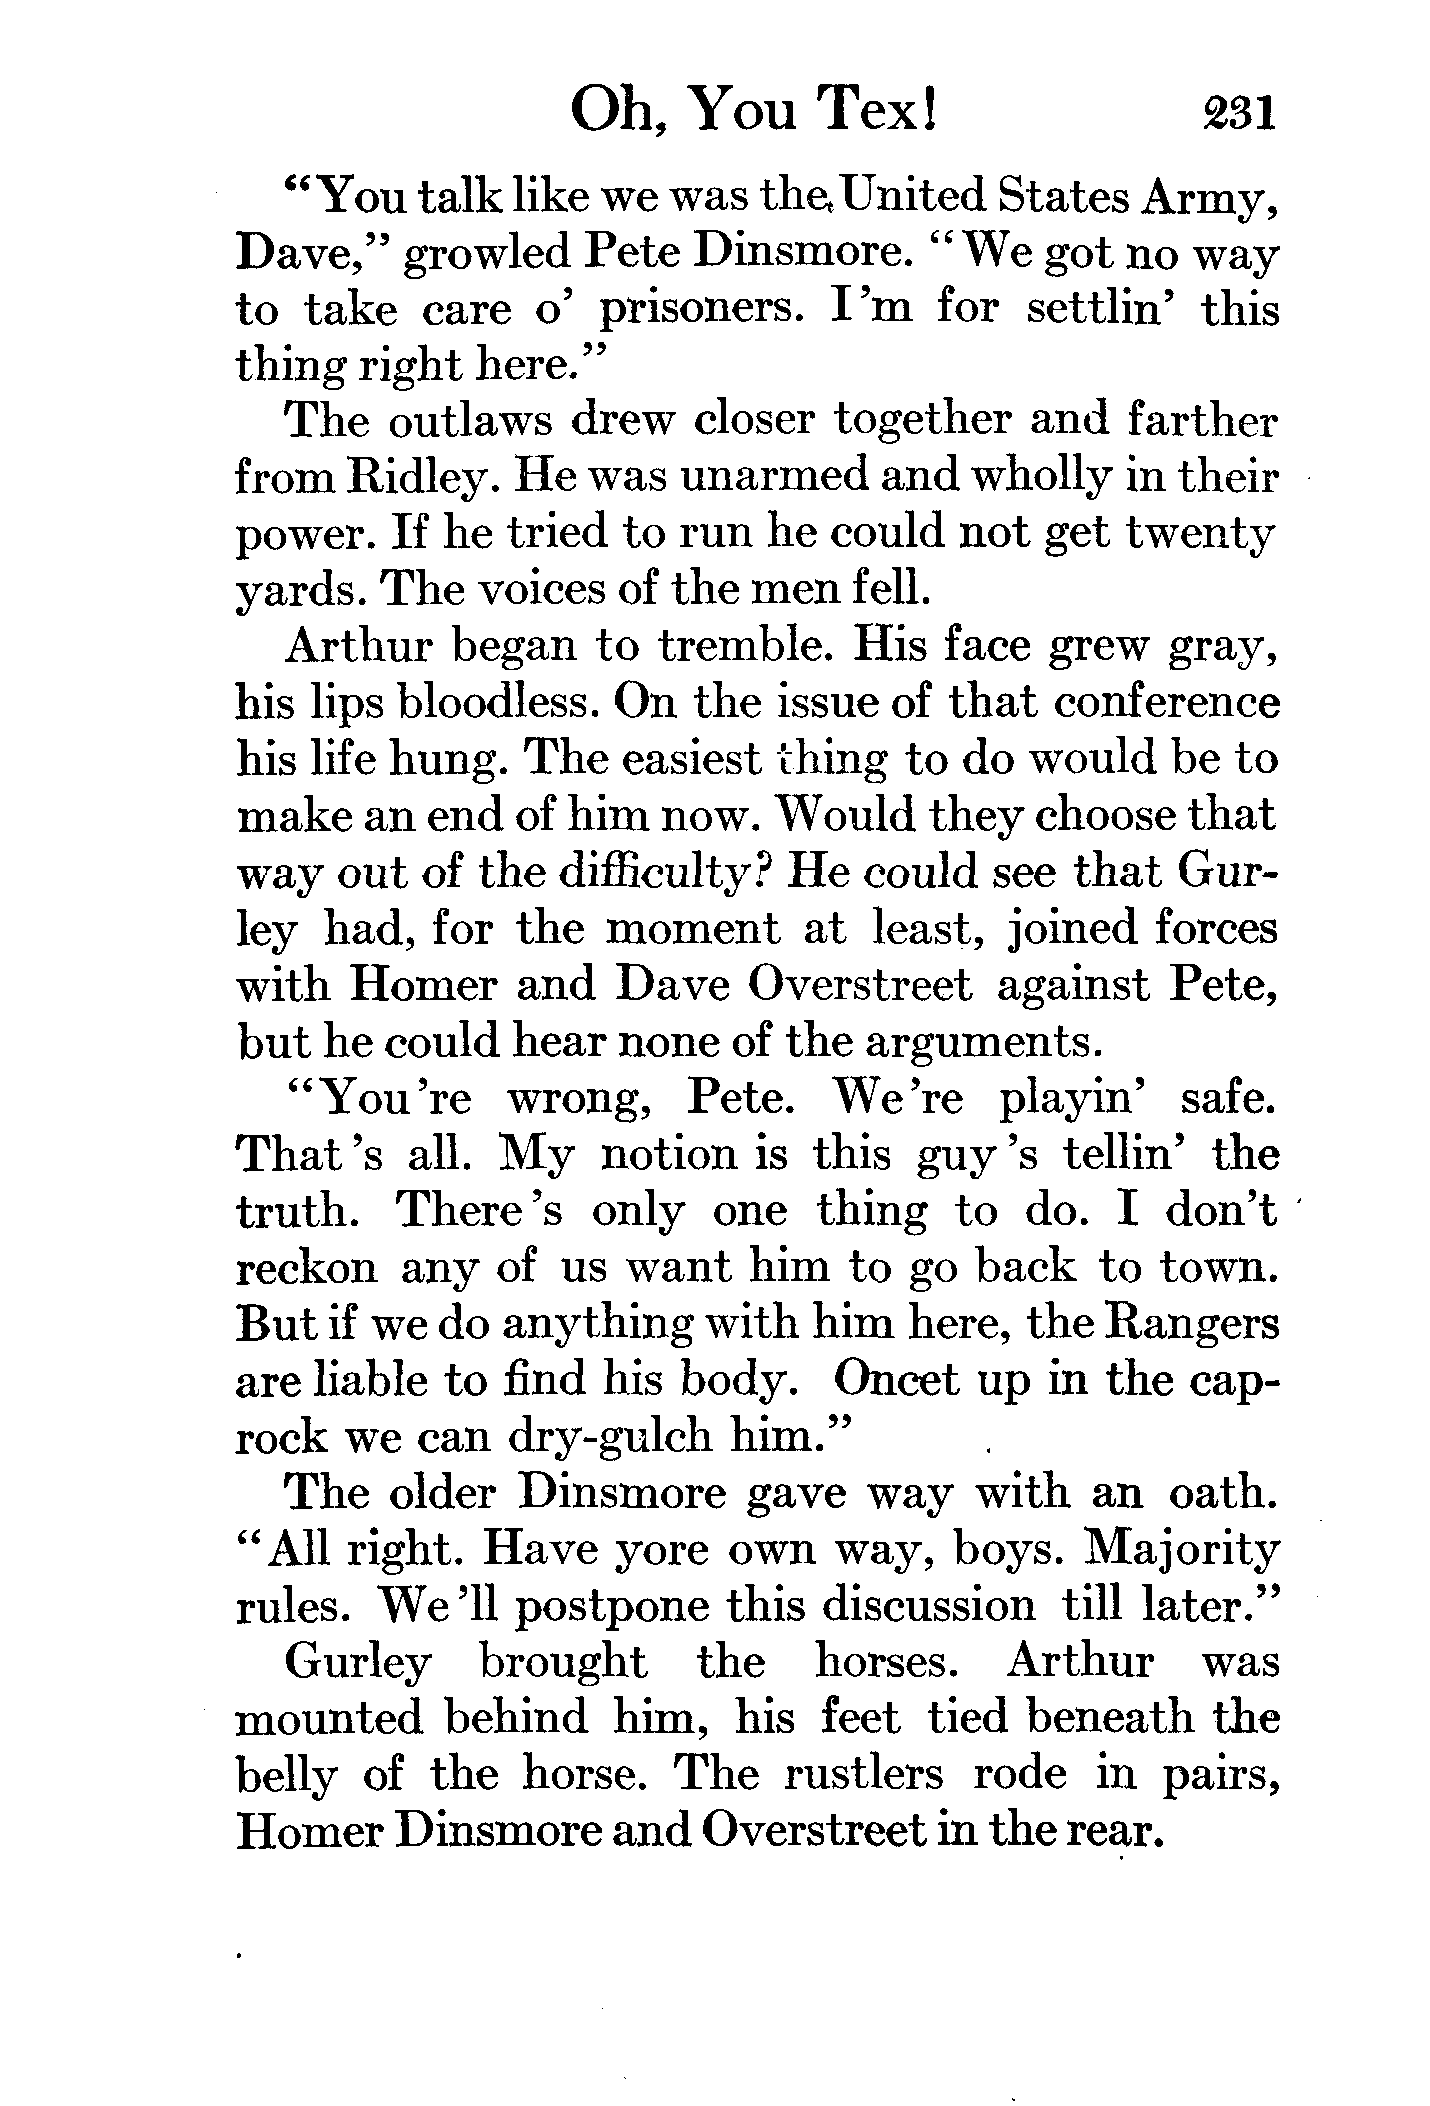 Oh, You Tex! 231
“You talk like we was the United States Army,
Dave,” growled Pete Dinsmore. “We got no way
to take care o’ prisoners. I’m for settlin’ this
thing right here.”
The outlaws drew closer together and farther
from Ridley. He was unarmed and wholly in their
power. If he tried to run he could not get twenty
yards. The voices of the men fell.
Arthur began to tremble. His face grew gray,
his lips bloodless. On the issue of that conference
his life hung. The easiest thing to do would be to
make an end of him now. Would they choose that
way out of the difficulty? He could see that Gur-
ley had, for the moment at least, joined forces
with Homer and Dave Overstreet against Pete,
but he could hear none of the arguments.
“You’re wrong, Pete. We’re playin’ safe.
That’s all. My notion is this guy’s tellin’ the
truth. There’s only one thing to do. I don’t
reckon any of us want him to go back to town.
But if we do anything with him here, the Rangers
are liable to find his body. Oncet up in the cap-
rock we can dry-gulch him.”
The older Dinsmore gave way with an oath.
“All right. Have yore own way, boys. Majority
rules. We’ll postpone this discussion till later.”
Gurley brought the horses. Arthur was
mounted behind him, his feet tied beneath the
belly of the horse. The rustlers rode in pairs,
Homer Dinsmore and Overstreet in the rear.